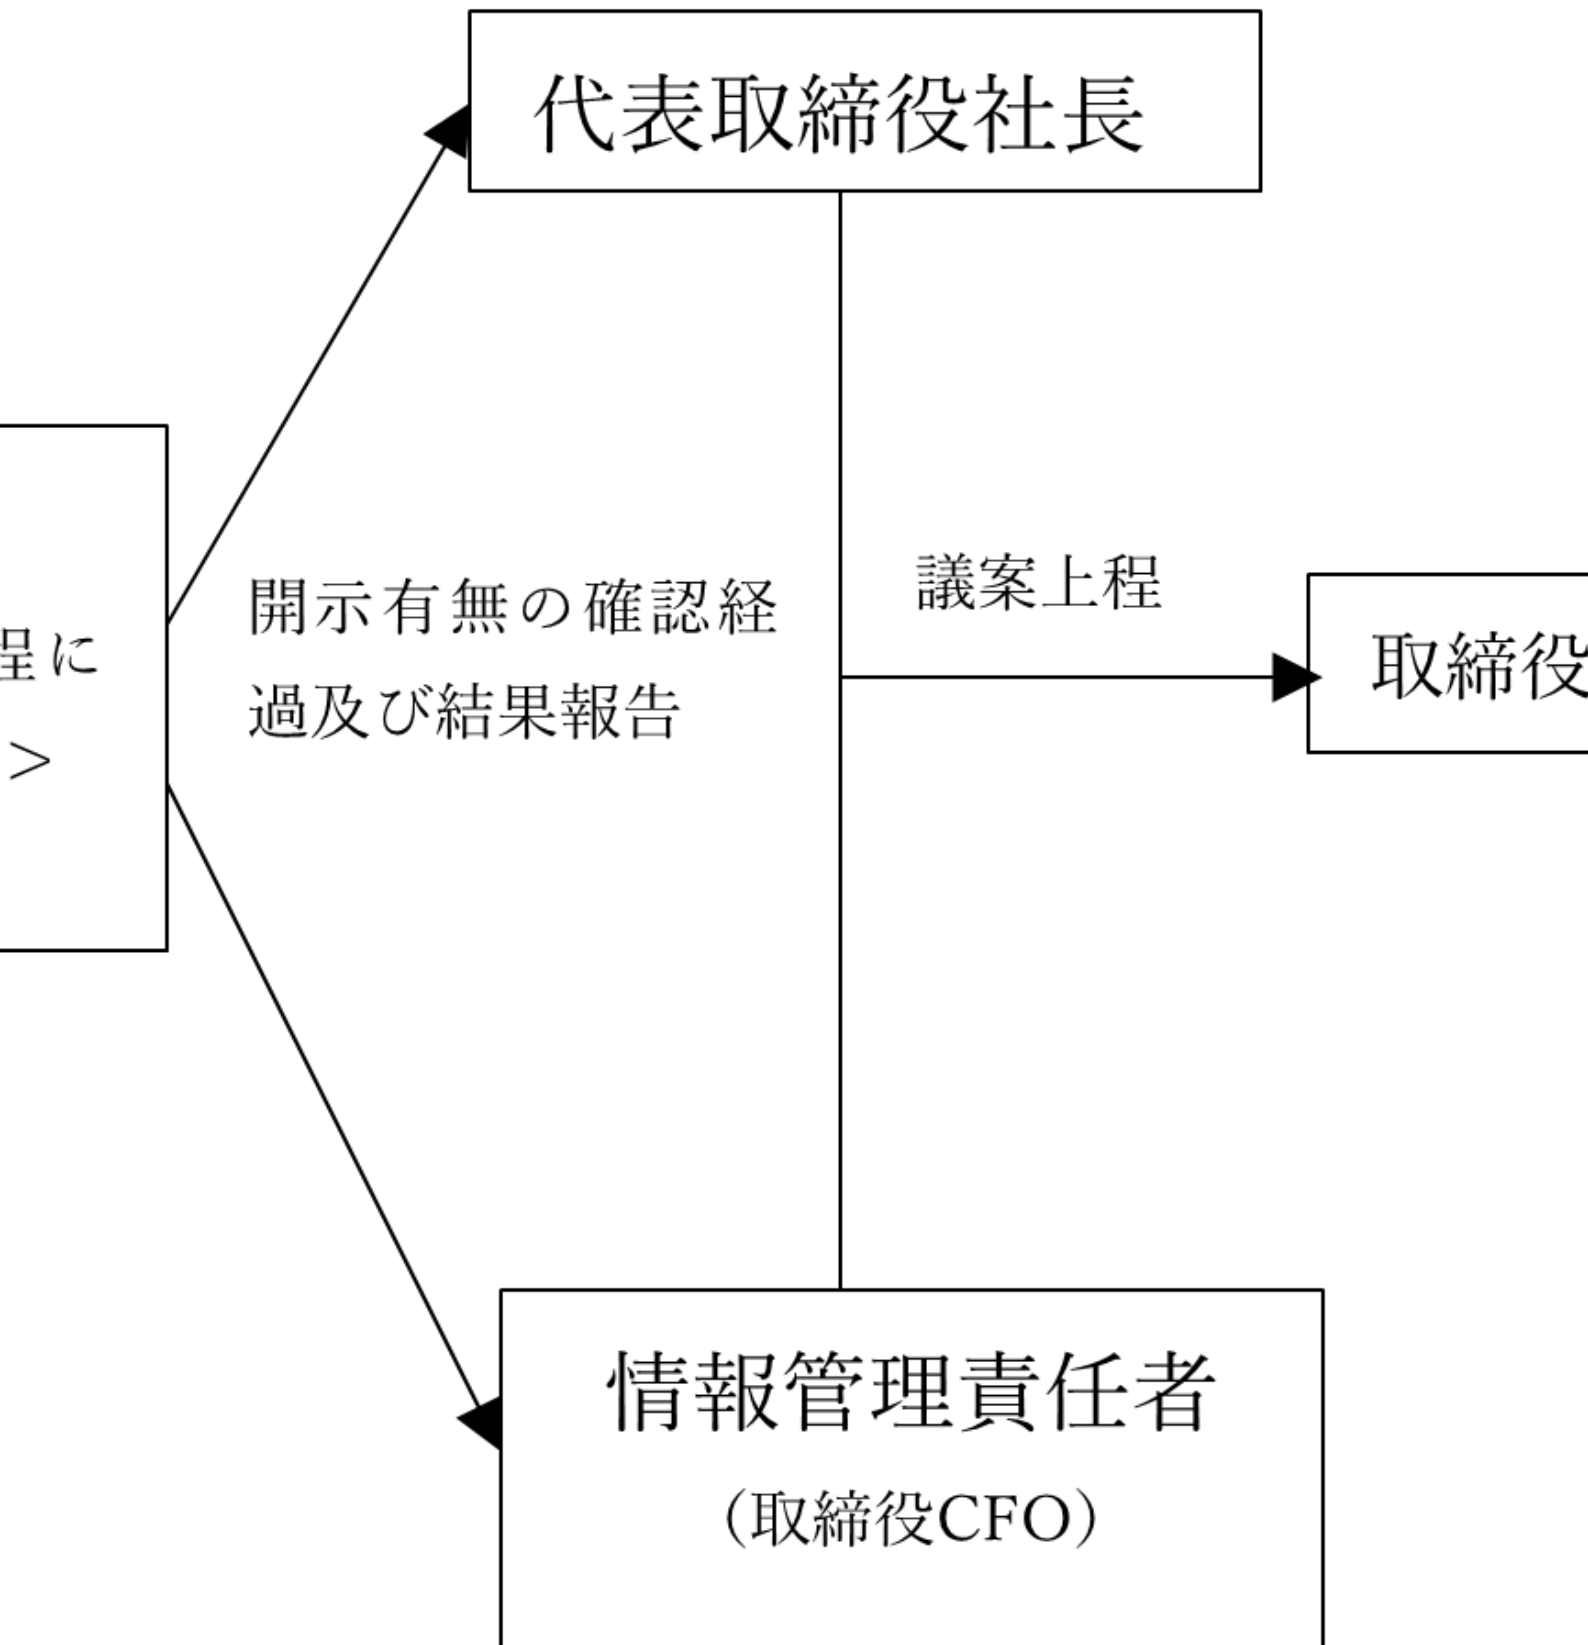 代表取締役社長
程に
＞
開示有無の確認経
過及び結果報告
議案上程
取締役
情報管理責任者
（取締役CFO）